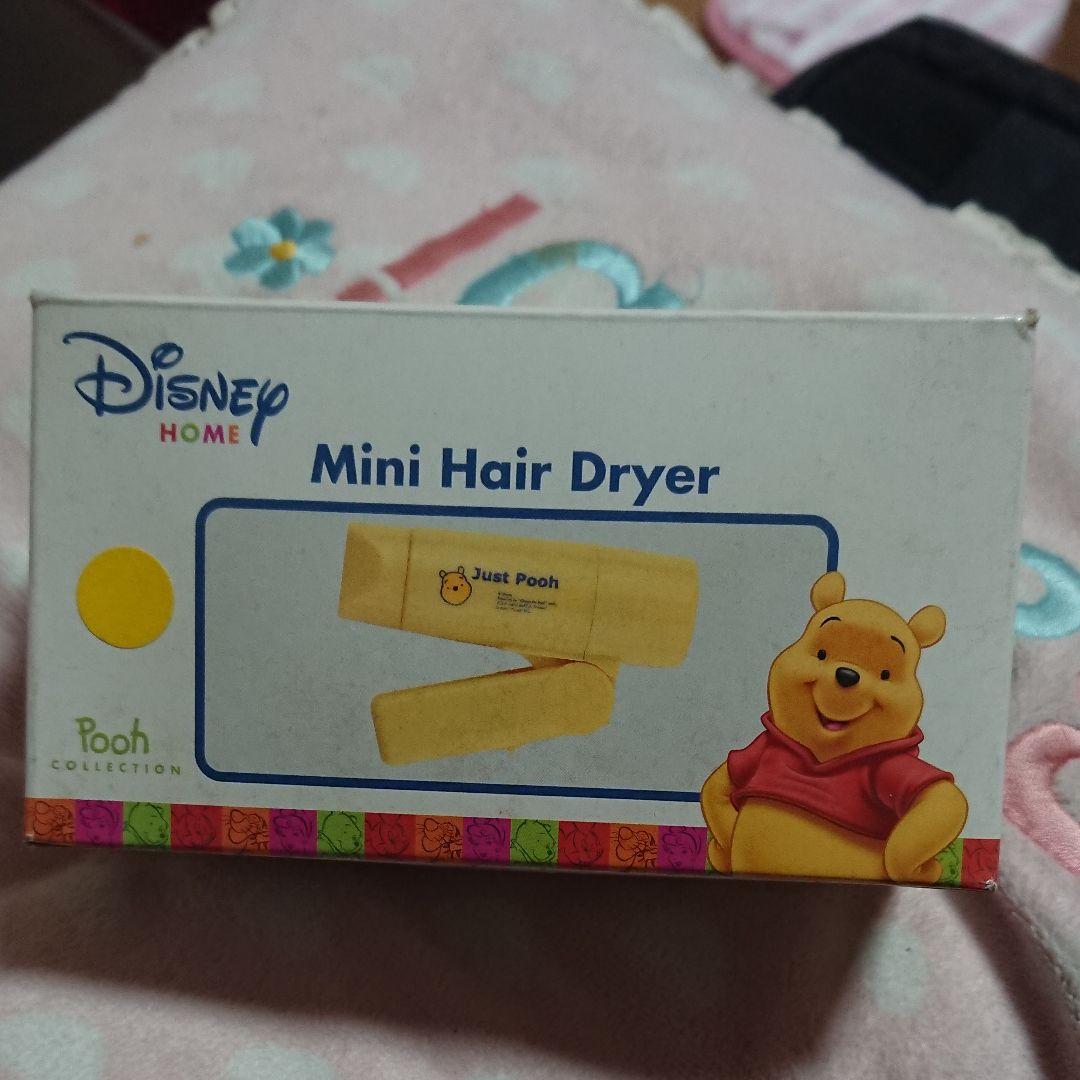 Disney
HOME
Mini Hair Dryer
Just Pooh
Pooh
COLLECTION